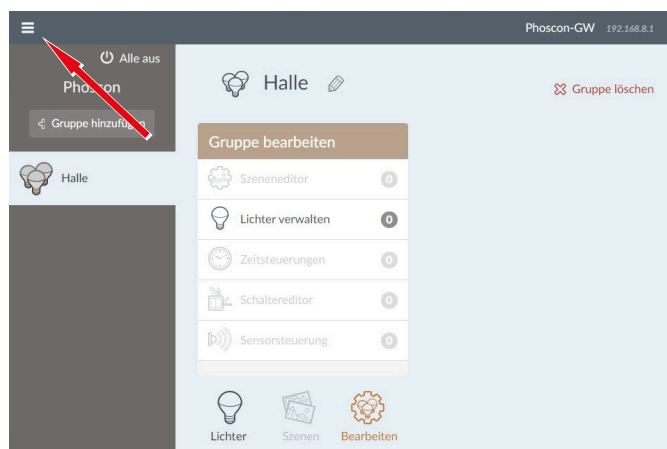 Phoscon-GW 192.168.8.1
Alle aus
Phoscon
Gruppe hinzufügen
Halle
Halle
Gruppe löschen
Gruppe bearbeiten
Szeneneditor 0
Lichter verwalten 0
Zeitsteuerungen 0
Schaltereditor 0
Sensorsteuerung 0
Lichter Szenen Bearbeiten